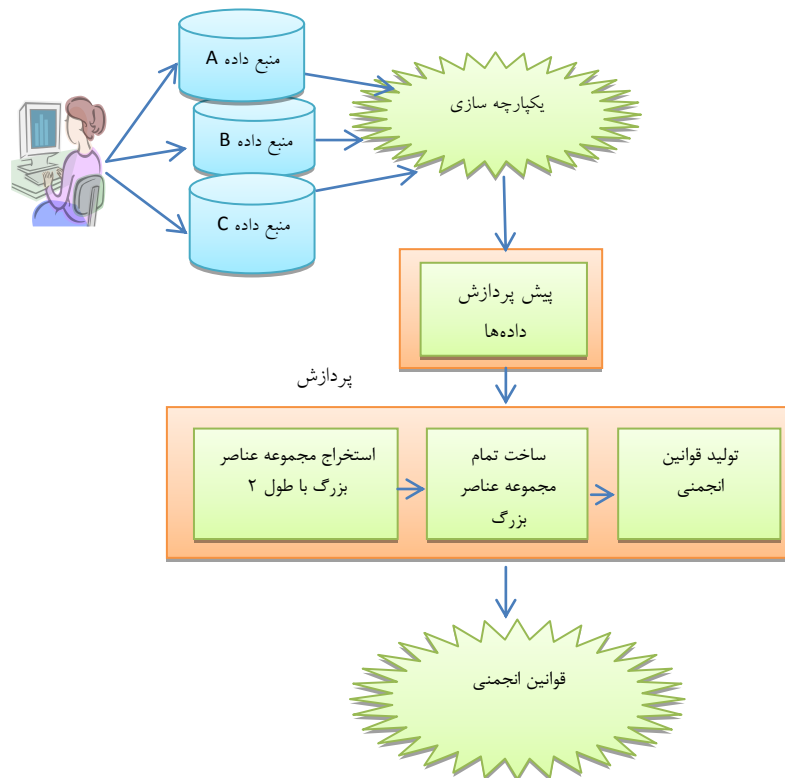 منبع داده A
منبع داده B
منبع داده C
یکپارچه سازی
پیش پردازش
داده‌ها
پردازش
استخراج مجموعه عناصر
بزرگ با طول ۲
ساخت تمام
مجموعه عناصر
بزرگ
تولید قوانین
انجمنی
قوانین انجمنی